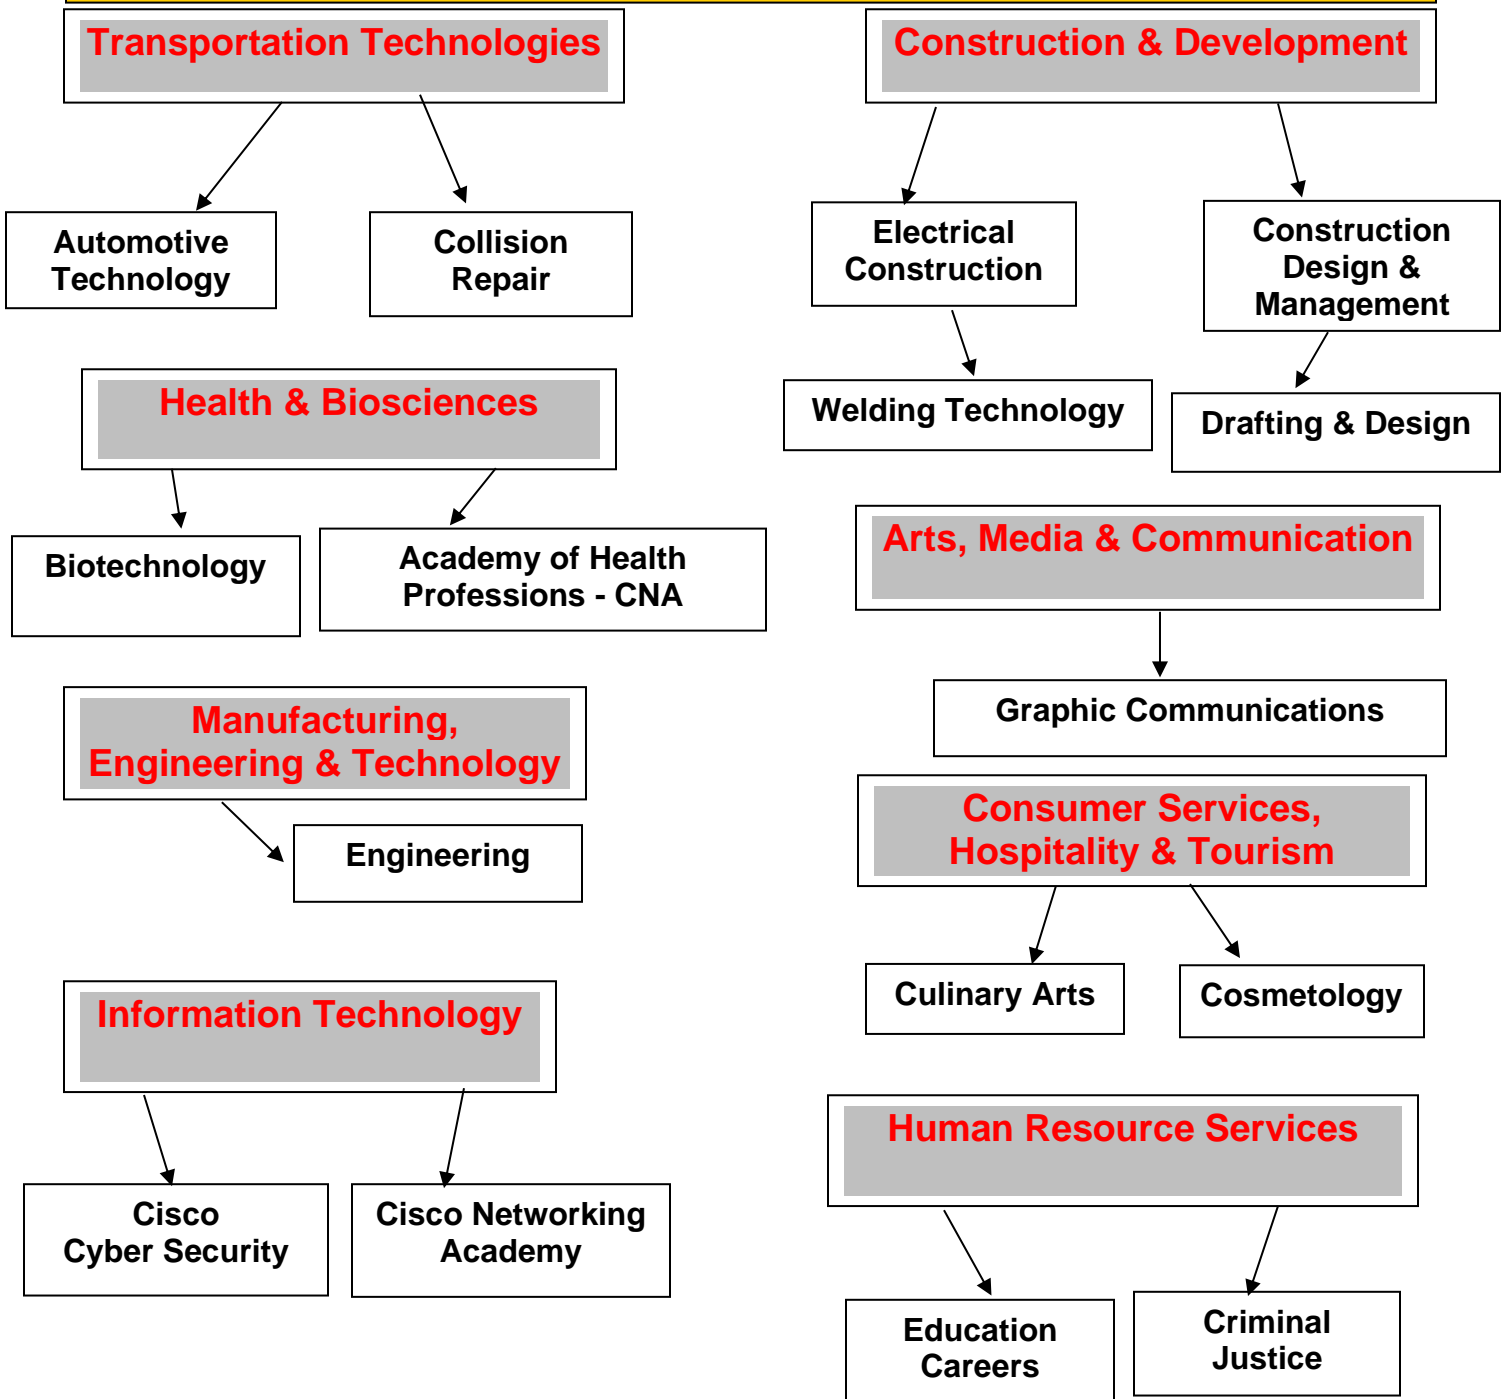 Transportation Technologies
Automotive
Technology
Collision
Repair
Health & Biosciences
Biotechnology
Academy of Health
Professions - CNA
Manufacturing,
Engineering & Technology
Engineering
Information Technology
Cisco
Cyber Security
Cisco Networking
Academy
Construction & Development
Electrical
Construction
Construction
Design &
Management
Welding Technology
Drafting & Design
Arts, Media & Communication
Graphic Communications
Consumer Services,
Hospitality & Tourism
Culinary Arts
Cosmetology
Human Resource Services
Education
Careers
Criminal
Justice